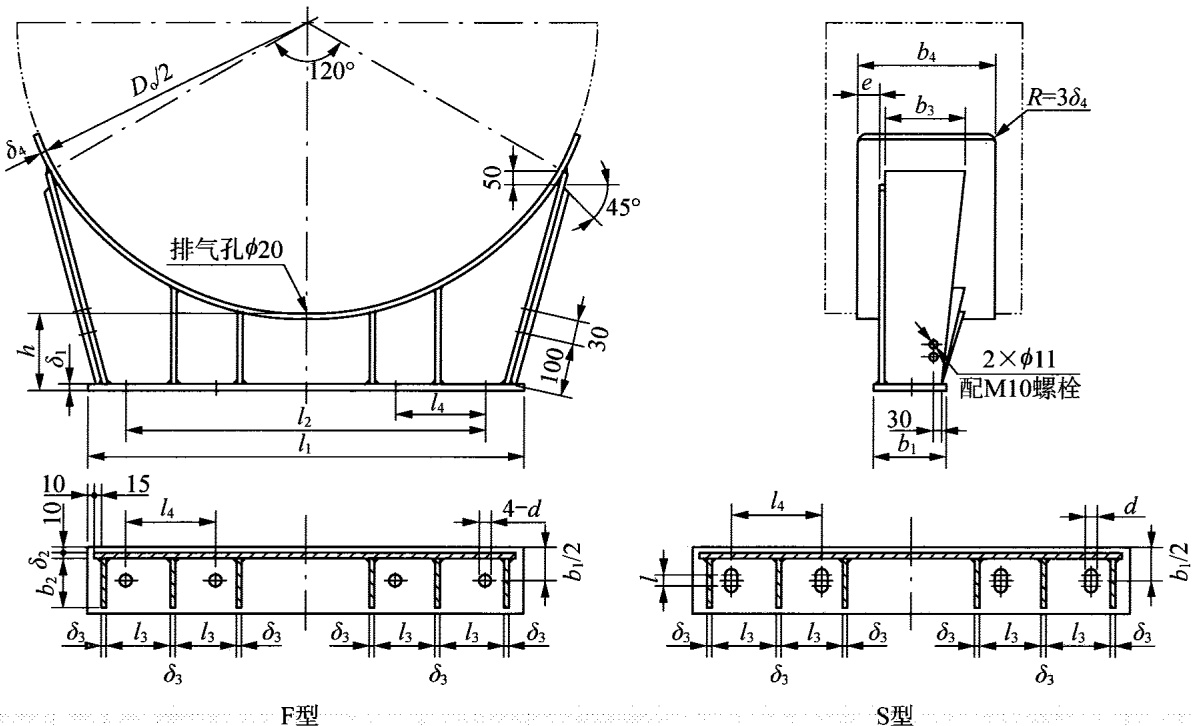 120°
Dₒ/2
δ₄
50
45°
排气孔ϕ20
h
δ₁
30
100
l₄
l₂
l₁
b₄
e
b₃
R=3δ₄
2×ϕ11
配M10螺栓
30
b₁
10
15
10
l₄
4-d
δ₂
b₂
b₁/2
δ₃ l₃ l₃ δ₃ δ₃ l₃ l₃ δ₃
δ₃ δ₃
F型
l₄
d
l
b₁/2
δ₃ l₃ l₃ δ₃ δ₃ l₃ l₃ δ₃
δ₃ δ₃
S型